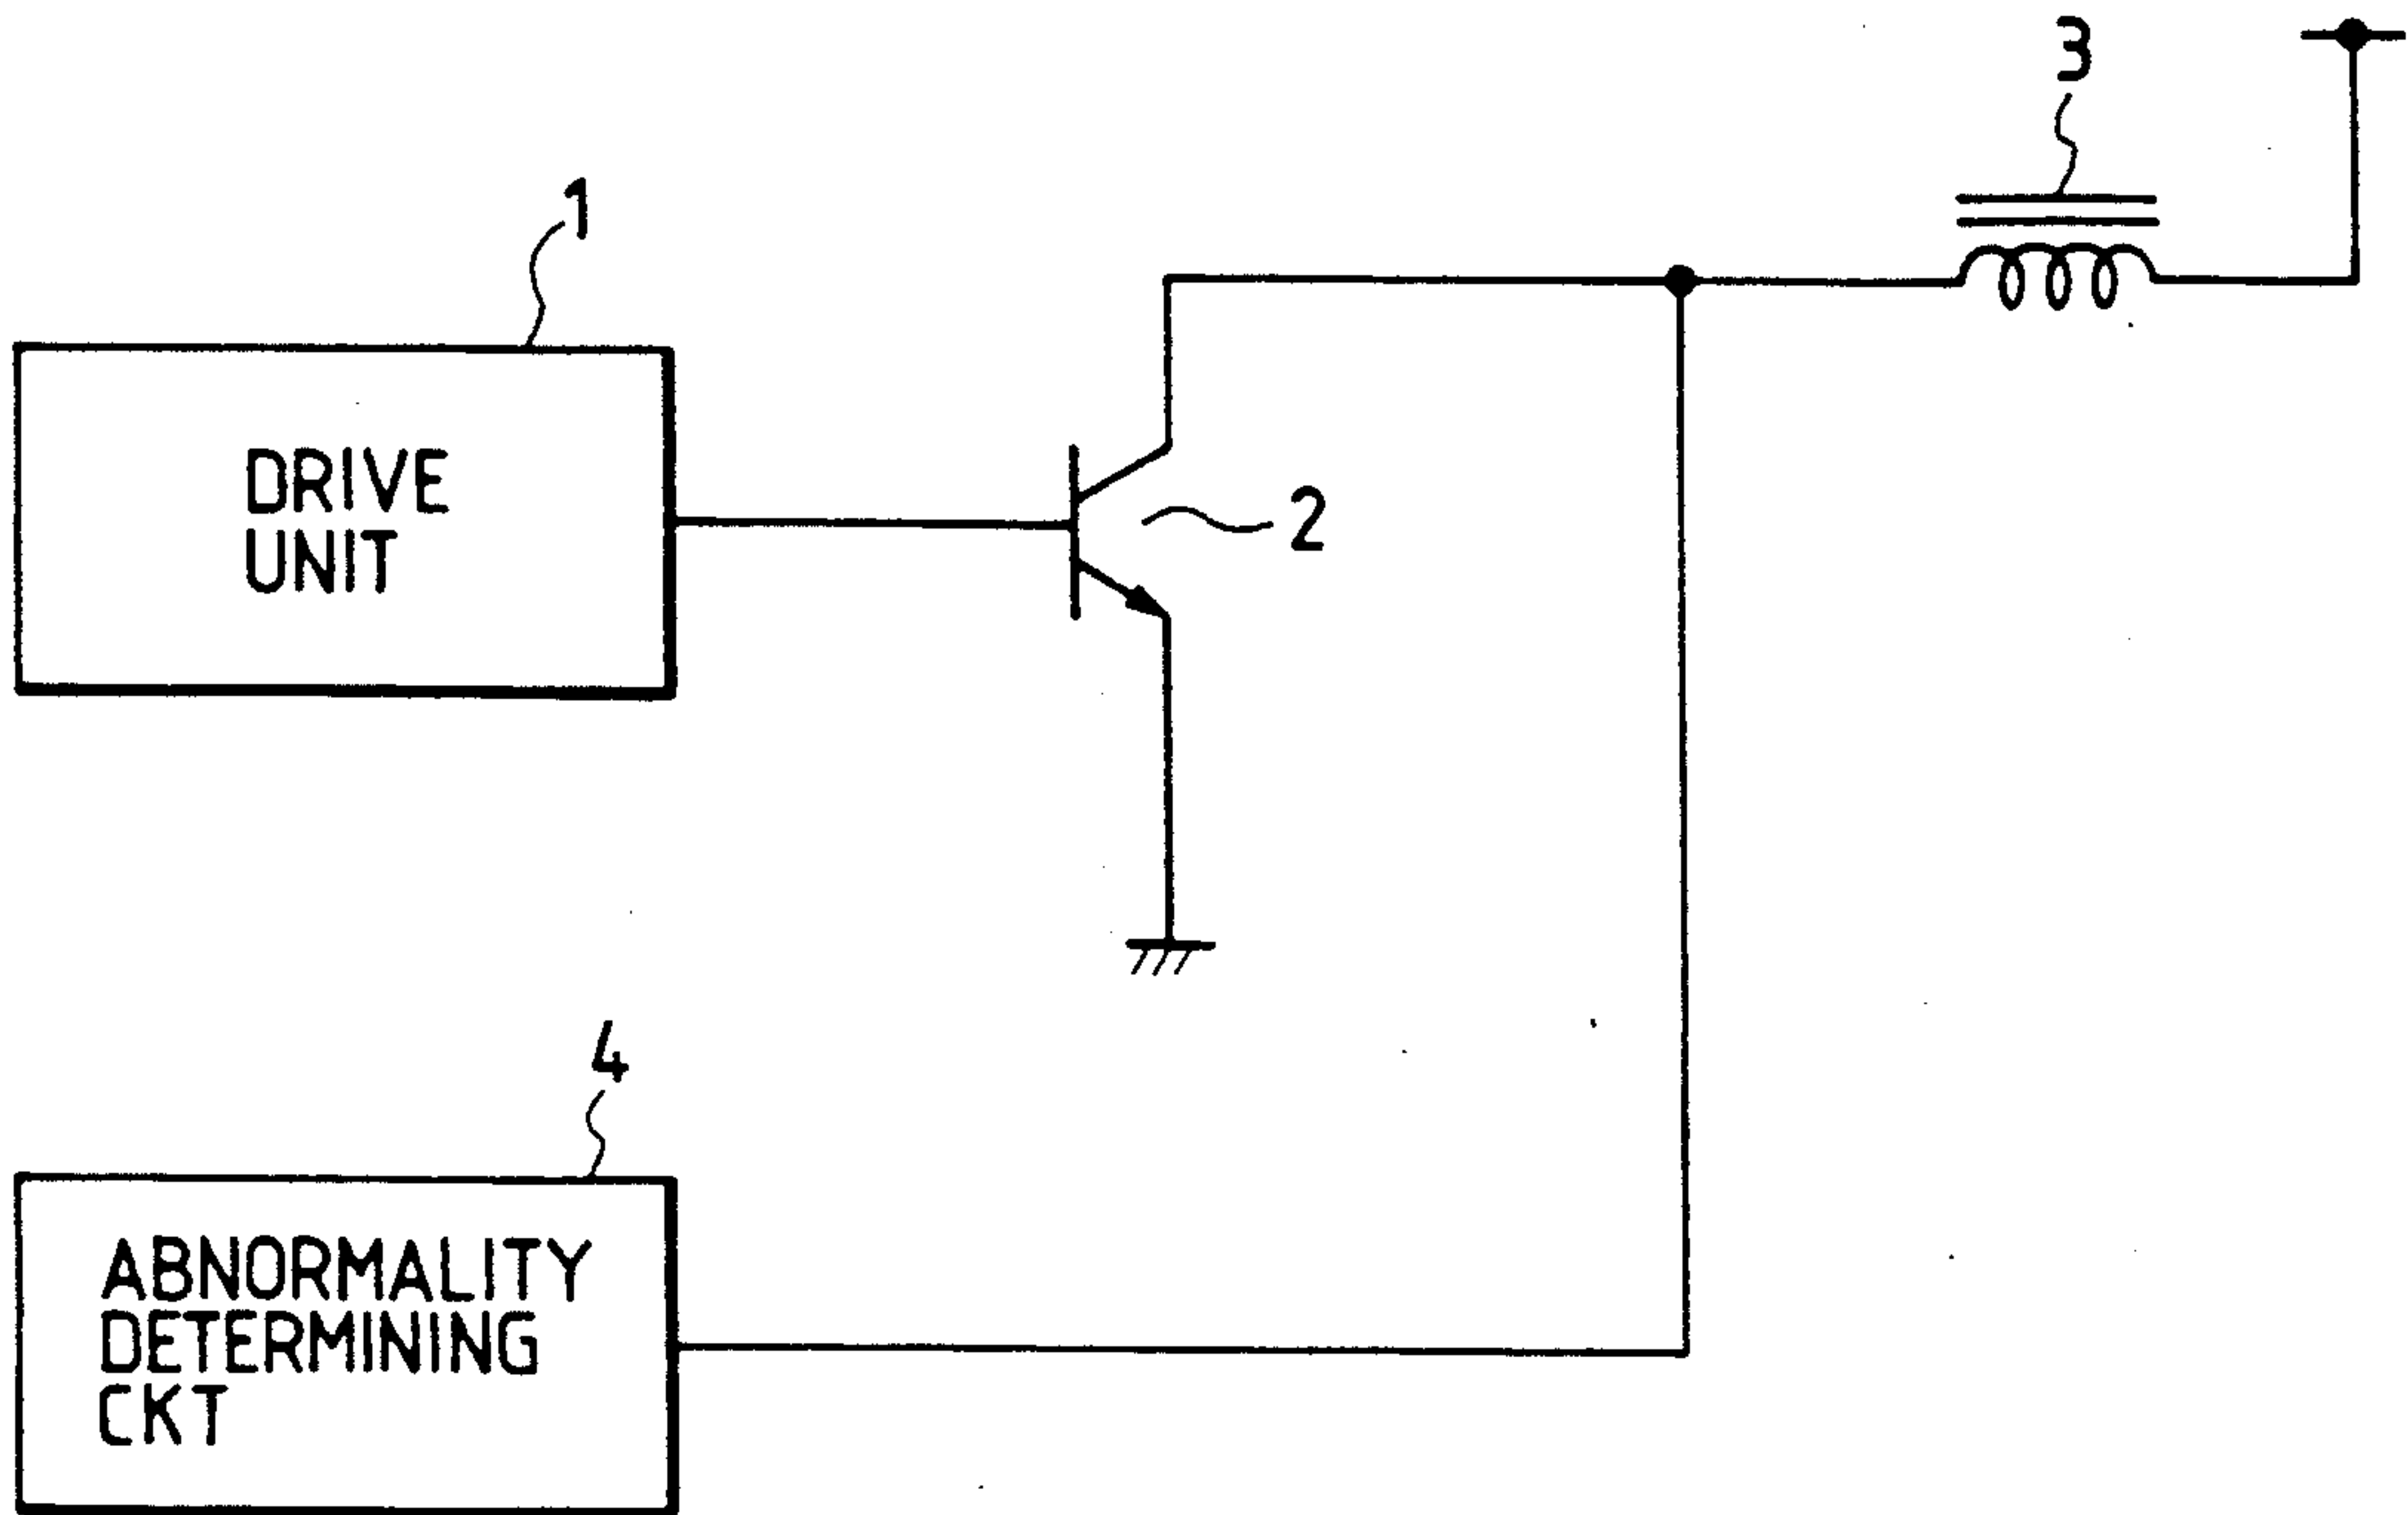 3
1
DRIVE
UNIT
2
4
ABNORMALITY
DETERMINING
CKT